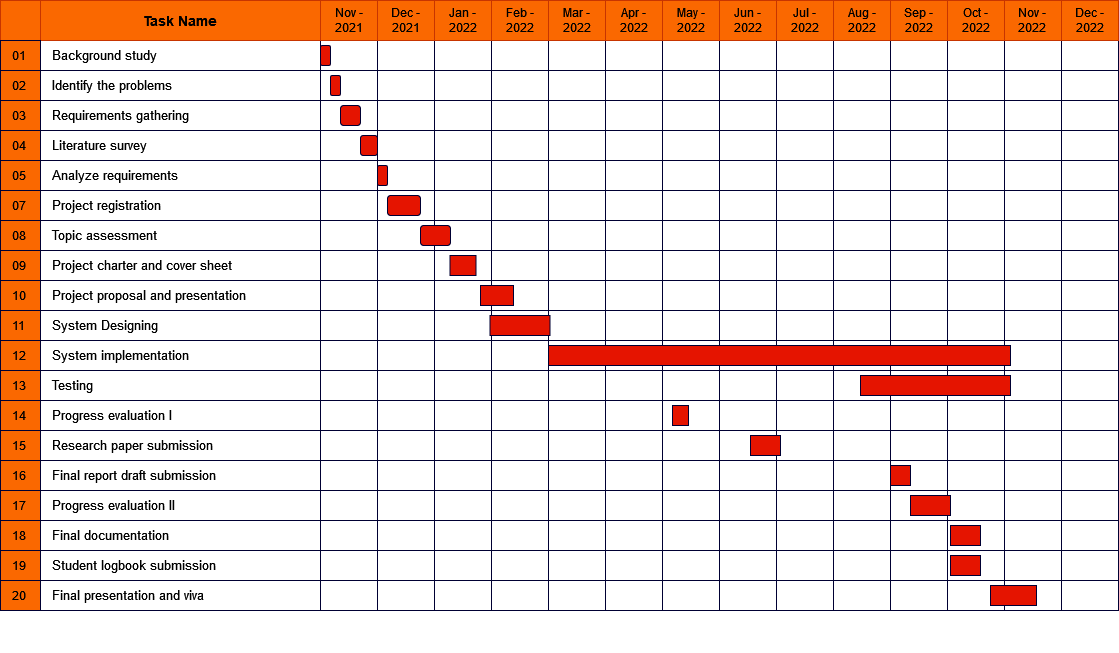 Task Name
Nov - 2021
Dec - 2021
Jan - 2022
Feb - 2022
Mar - 2022
Apr - 2022
May - 2022
Jun - 2022
Jul - 2022
Aug - 2022
Sep - 2022
Oct - 2022
Nov - 2022
Dec - 2022
01 Background study
02 Identify the problems
03 Requirements gathering
04 Literature survey
05 Analyze requirements
07 Project registration
08 Topic assessment
09 Project charter and cover sheet
10 Project proposal and presentation
11 System Designing
12 System implementation
13 Testing
14 Progress evaluation I
15 Research paper submission
16 Final report draft submission
17 Progress evaluation II
18 Final documentation
19 Student logbook submission
20 Final presentation and viva